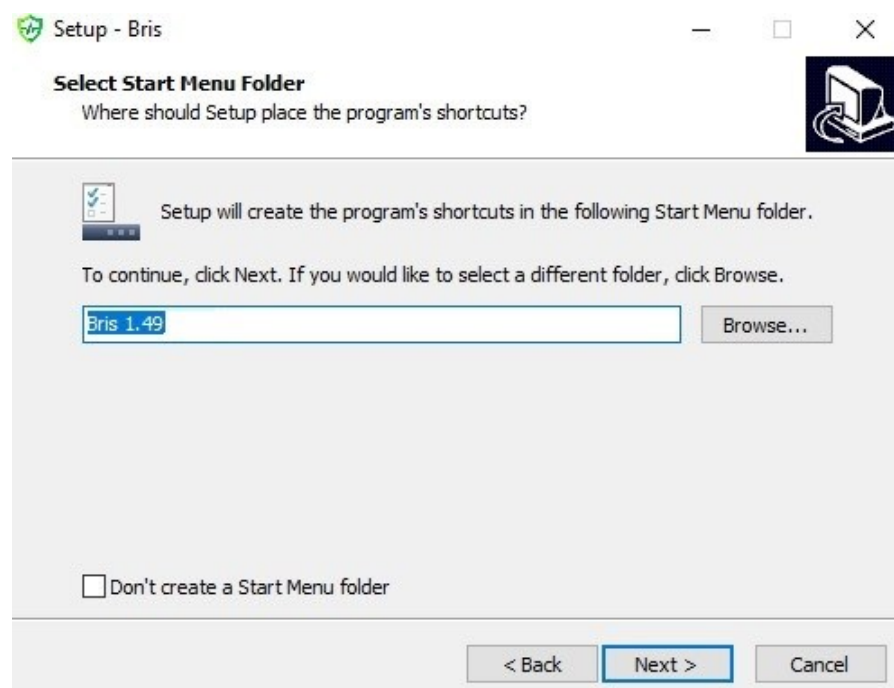 Setup - Bris
Select Start Menu Folder
Where should Setup place the program's shortcuts?
Setup will create the program's shortcuts in the following Start Menu folder.
To continue, click Next. If you would like to select a different folder, click Browse.
Bris 1.49
Browse...
Don't create a Start Menu folder
< Back
Next >
Cancel